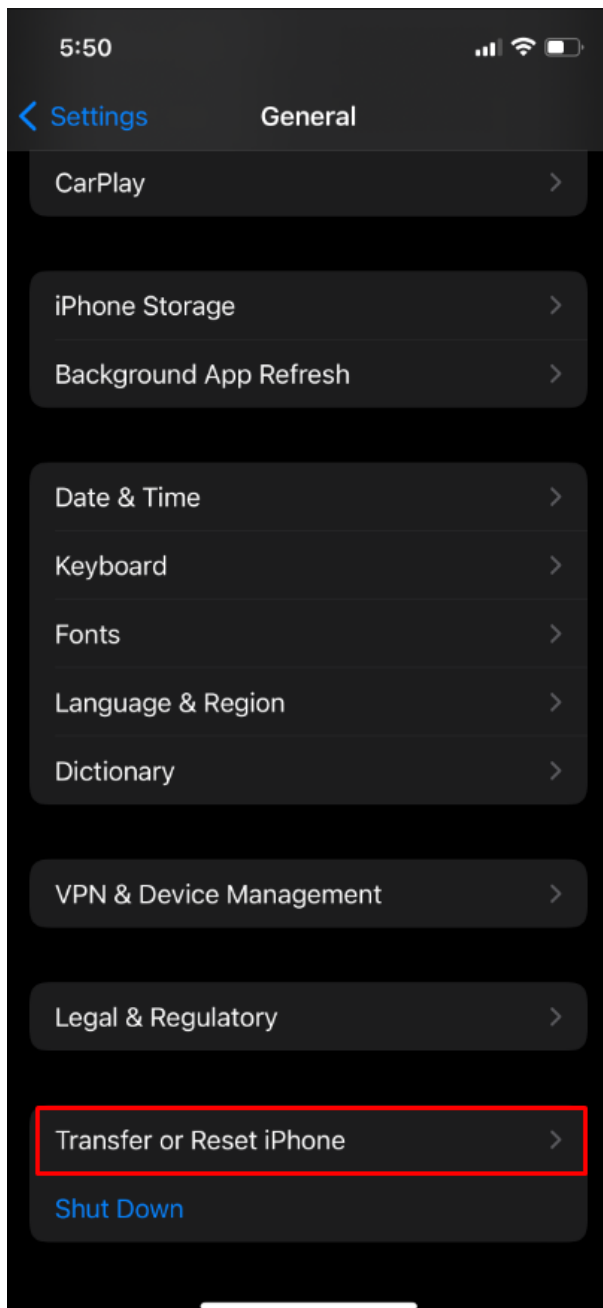 5:50
Settings
General
CarPlay
iPhone Storage
Background App Refresh
Date & Time
Keyboard
Fonts
Language & Region
Dictionary
VPN & Device Management
Legal & Regulatory
Transfer or Reset iPhone
Shut Down